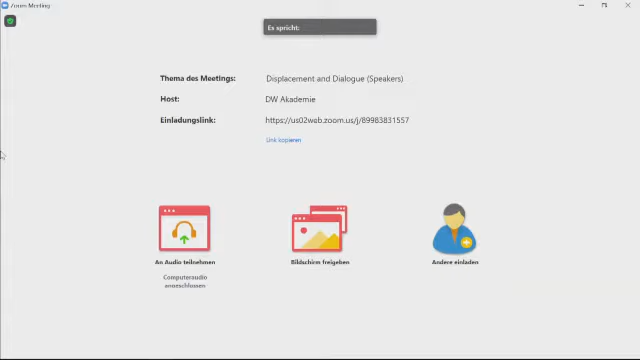 Zoom Meeting
Es spricht:
Thema des Meetings: Displacement and Dialogue (Speakers)
Host: DW Akademie
Einladungslink: https://us02web.zoom.us/j/89983831557
Link kopieren
An Audio teilnehmen
Computeraudio
angeschlossen
Bildschirm freigeben
Andere einladen